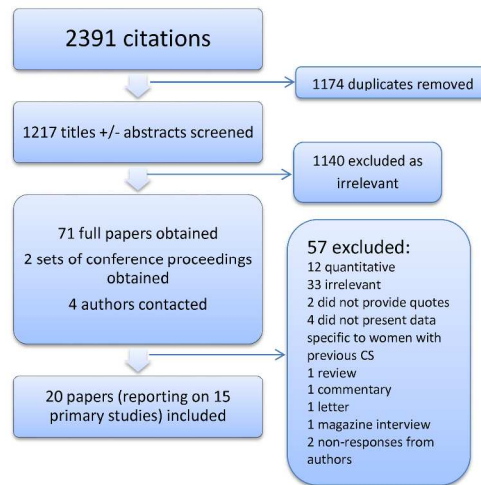 2391 citations
1174 duplicates removed
1217 titles +/- abstracts screened
1140 excluded as
irrelevant
71 full papers obtained
2 sets of conference proceedings
obtained
4 authors contacted
57 excluded:
12 quantitative
33 irrelevant
2 did not provide quotes
4 did not present data
specific to women with
previous CS
1 review
1 commentary
1 letter
1 magazine interview
2 non-responses from
authors
20 papers (reporting on 15
primary studies) included